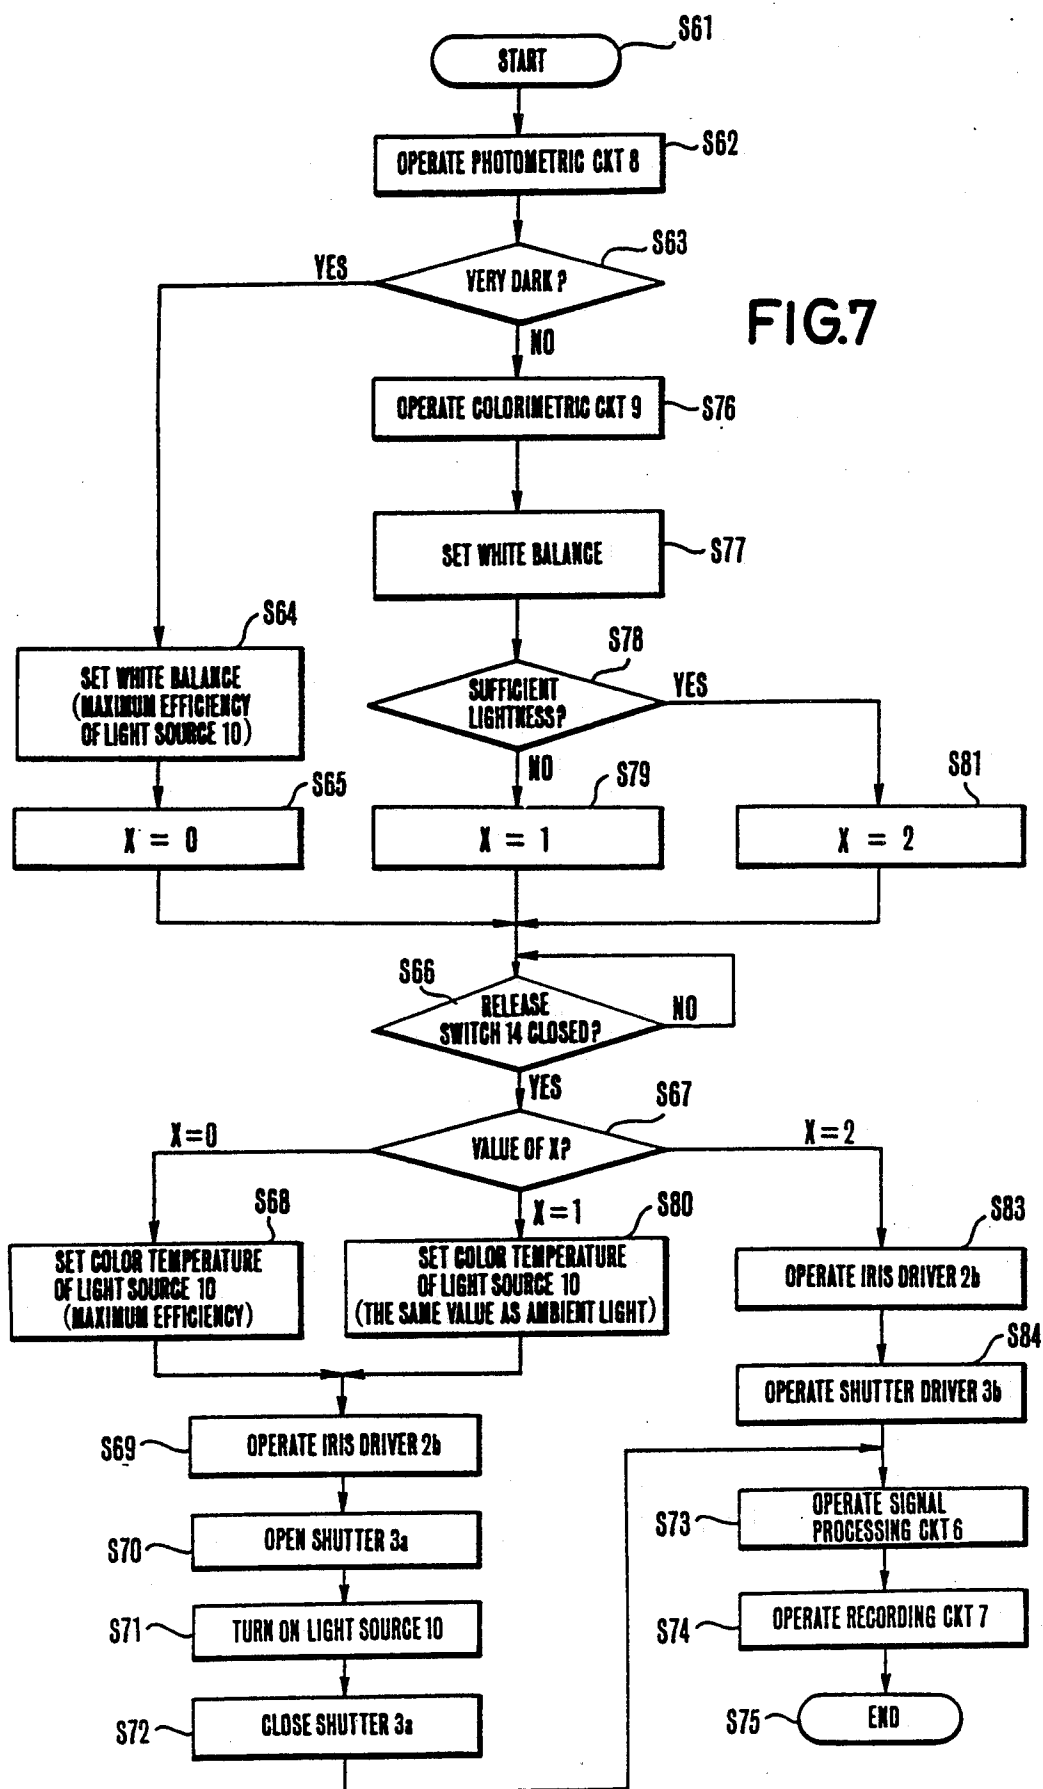 S61
START
S62
OPERATE PHOTOMETRIC CKT 8
S63
YES
VERY DARK?
FIG.7
NO
OPERATE COLORIMETRIC CKT 9
S76
SET WHITE BALANCE
S77
S64
SET WHITE BALANCE
(MAXIMUM EFFICIENCY
OF LIGHT SOURCE 10)
S78
SUFFICIENT
LIGHTNESS?
YES
NO
S65
X = 0
S79
X = 1
S81
X = 2
S66
RELEASE
SWITCH 14 CLOSED?
NO
YES
S67
X=0
VALUE OF X?
X=2
X=1
S68
SET COLOR TEMPERATURE
OF LIGHT SOURCE 10
(MAXIMUM EFFICIENCY)
S80
SET COLOR TEMPERATURE
OF LIGHT SOURCE 10
(THE SAME VALUE AS AMBIENT LIGHT)
S83
OPERATE IRIS DRIVER 2b
S84
OPERATE SHUTTER DRIVER 3b
S69
OPERATE IRIS DRIVER 2b
S70
OPEN SHUTTER 3a
S71
TURN ON LIGHT SOURCE 10
S72
CLOSE SHUTTER 3a
S73
OPERATE SIGNAL
PROCESSING CKT 6
S74
OPERATE RECORDING CKT 7
S75
END